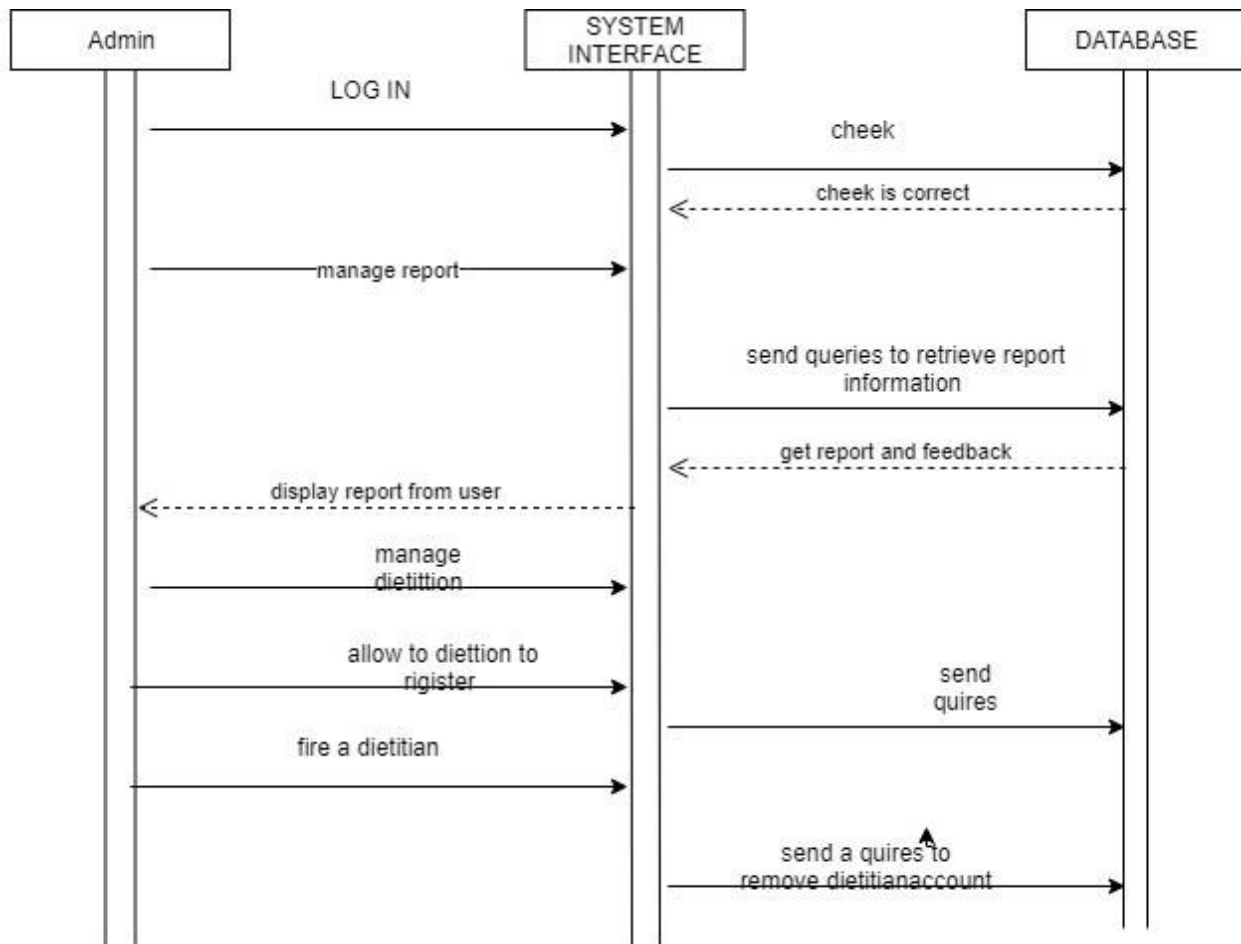 Admin
SYSTEM
INTERFACE
DATABASE
LOG IN
cheek
cheek is correct
manage report
send queries to retrieve report
information
get report and feedback
display report from user
manage
dietittion
allow to diettion to
rigister
send
quires
fire a dietitian
send a quires to
remove dietitianaccount